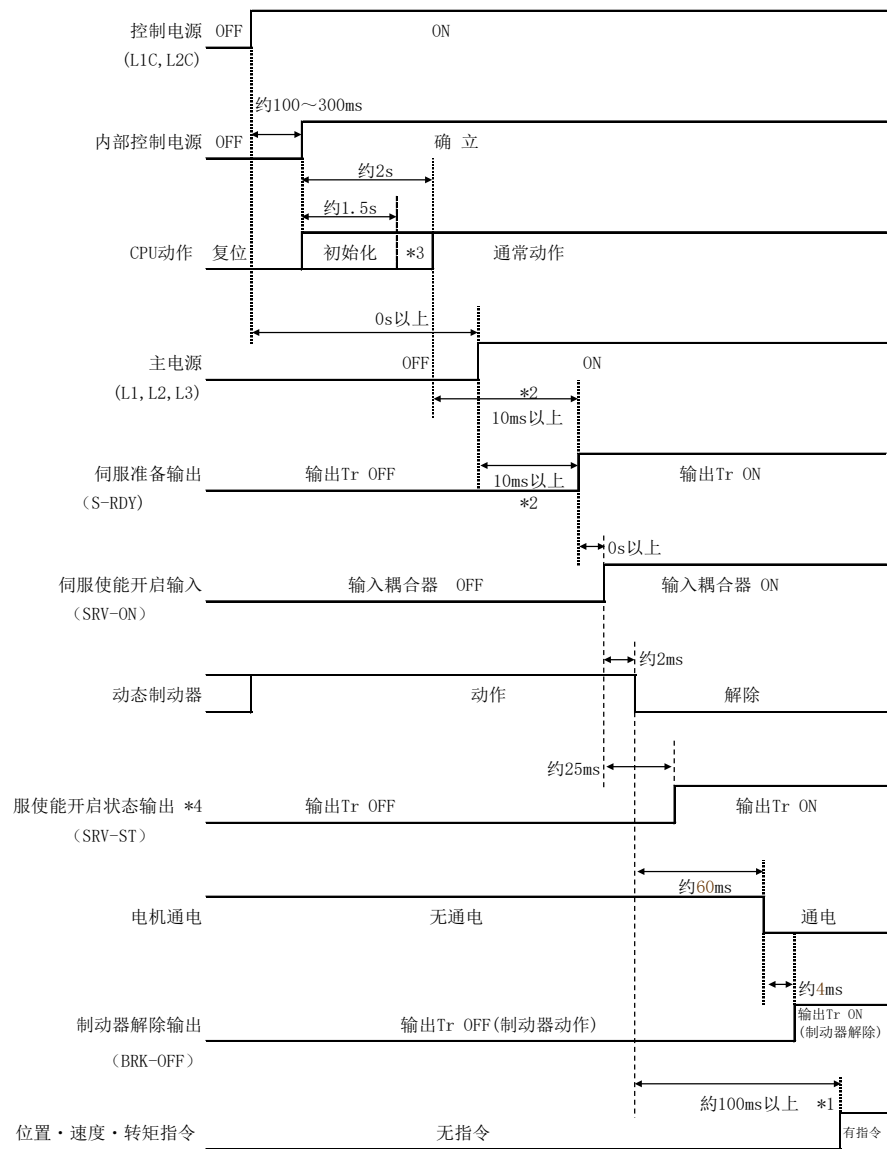 控制电源 OFF ON
(L1C,L2C)
约100～300ms
内部控制电源 OFF 确 立
约2s
约1.5s
CPU动作 复位 初始化 *3 通常动作
0s以上
主电源 OFF ON
(L1,L2,L3)
*2
10ms以上
伺服准备输出 输出Tr OFF 10ms以上 输出Tr ON
（S-RDY) *2
0s以上
伺服使能开启输入 输入耦合器 OFF 输入耦合器 ON
（SRV-ON）
约2ms
动态制动器 动作 解除
约25ms
服使能开启状态输出 *4 输出Tr OFF 输出Tr ON
（SRV-ST）
约60ms
电机通电 无通电 通电
约4ms
制动器解除输出 输出Tr OFF(制动器动作) 输出Tr ON
(制动器解除)
（BRK-OFF）
約100ms以上 *1
位置・速度・转矩指令 无指令 有指令